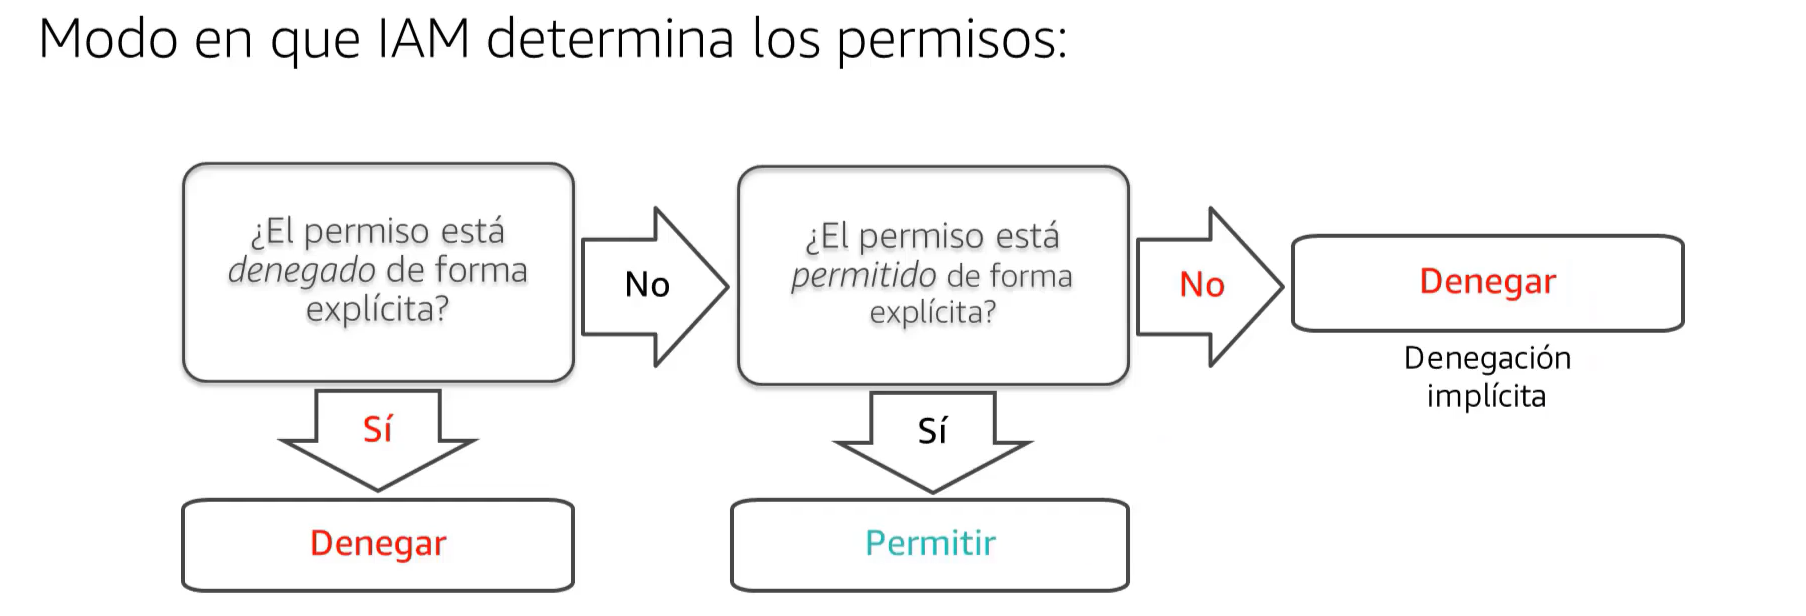 Modo en que IAM determina los permisos:
¿El permiso está
denegado de forma
explícita?
No
¿El permiso está
permitido de forma
explícita?
No
Denegar
Denegación
implícita
Sí
Sí
Denegar
Permitir